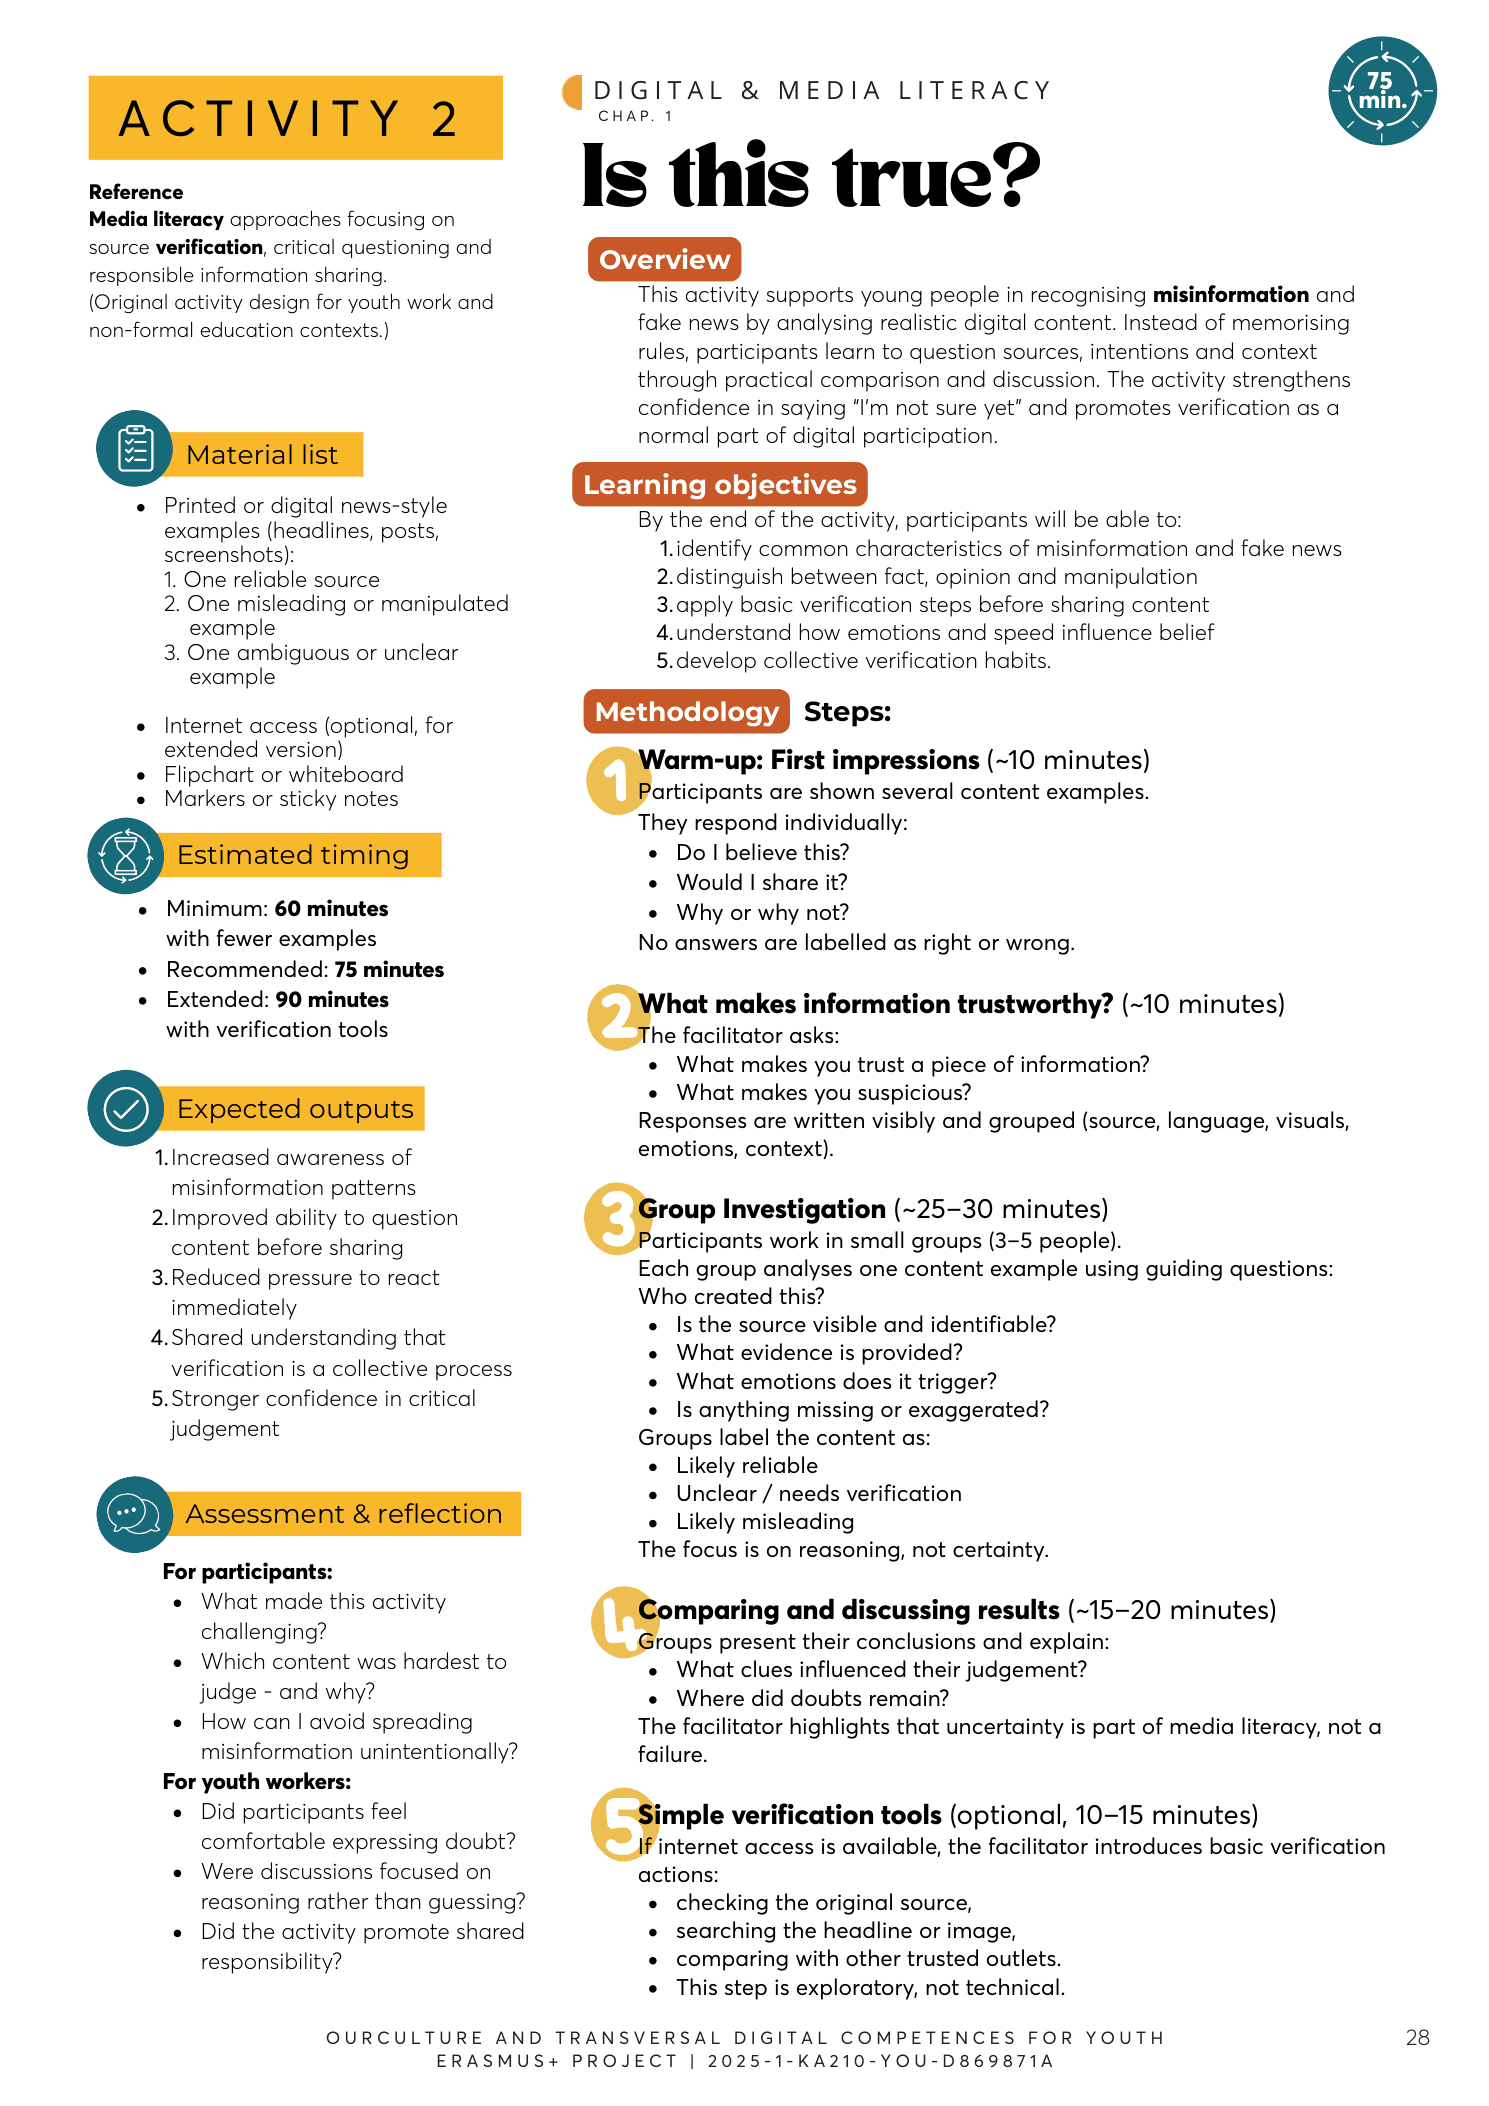 ACTIVITY 2
Reference
Media literacy approaches focusing on
source verification, critical questioning and
responsible information sharing.
(Original activity design for youth work and
non-formal education contexts.)
Material list
• Printed or digital news-style
examples (headlines, posts,
screenshots):
1. One reliable source
2. One misleading or manipulated
example
3. One ambiguous or unclear
example
• Internet access (optional, for
extended version)
• Flipchart or whiteboard
• Markers or sticky notes
Estimated timing
• Minimum: 60 minutes
with fewer examples
• Recommended: 75 minutes
• Extended: 90 minutes
with verification tools
Expected outputs
1. Increased awareness of
misinformation patterns
2. Improved ability to question
content before sharing
3. Reduced pressure to react
immediately
4. Shared understanding that
verification is a collective process
5. Stronger confidence in critical
judgement
Assessment & reflection
For participants:
• What made this activity
challenging?
• Which content was hardest to
judge - and why?
• How can I avoid spreading
misinformation unintentionally?
For youth workers:
• Did participants feel
comfortable expressing doubt?
• Were discussions focused on
reasoning rather than guessing?
• Did the activity promote shared
responsibility?
DIGITAL & MEDIA LITERACY
CHAP. 1
75
min.
Is this true?
Overview
This activity supports young people in recognising misinformation and
fake news by analysing realistic digital content. Instead of memorising
rules, participants learn to question sources, intentions and context
through practical comparison and discussion. The activity strengthens
confidence in saying "I'm not sure yet" and promotes verification as a
normal part of digital participation.
Learning objectives
By the end of the activity, participants will be able to:
1. identify common characteristics of misinformation and fake news
2. distinguish between fact, opinion and manipulation
3. apply basic verification steps before sharing content
4. understand how emotions and speed influence belief
5. develop collective verification habits.
Methodology Steps:
1 Warm-up: First impressions (~10 minutes)
Participants are shown several content examples.
They respond individually:
• Do I believe this?
• Would I share it?
• Why or why not?
No answers are labelled as right or wrong.
2 What makes information trustworthy? (~10 minutes)
The facilitator asks:
• What makes you trust a piece of information?
• What makes you suspicious?
Responses are written visibly and grouped (source, language, visuals,
emotions, context).
3 Group Investigation (~25–30 minutes)
Participants work in small groups (3–5 people).
Each group analyses one content example using guiding questions:
Who created this?
• Is the source visible and identifiable?
• What evidence is provided?
• What emotions does it trigger?
• Is anything missing or exaggerated?
Groups label the content as:
• Likely reliable
• Unclear / needs verification
• Likely misleading
The focus is on reasoning, not certainty.
4 Comparing and discussing results (~15–20 minutes)
Groups present their conclusions and explain:
• What clues influenced their judgement?
• Where did doubts remain?
The facilitator highlights that uncertainty is part of media literacy, not a
failure.
5 Simple verification tools (optional, 10–15 minutes)
If internet access is available, the facilitator introduces basic verification
actions:
• checking the original source,
• searching the headline or image,
• comparing with other trusted outlets.
• This step is exploratory, not technical.
OURCULTURE AND TRANSVERSAL DIGITAL COMPETENCES FOR YOUTH
ERASMUS+ PROJECT | 2025-1-KA210-YOU-D869871A
28